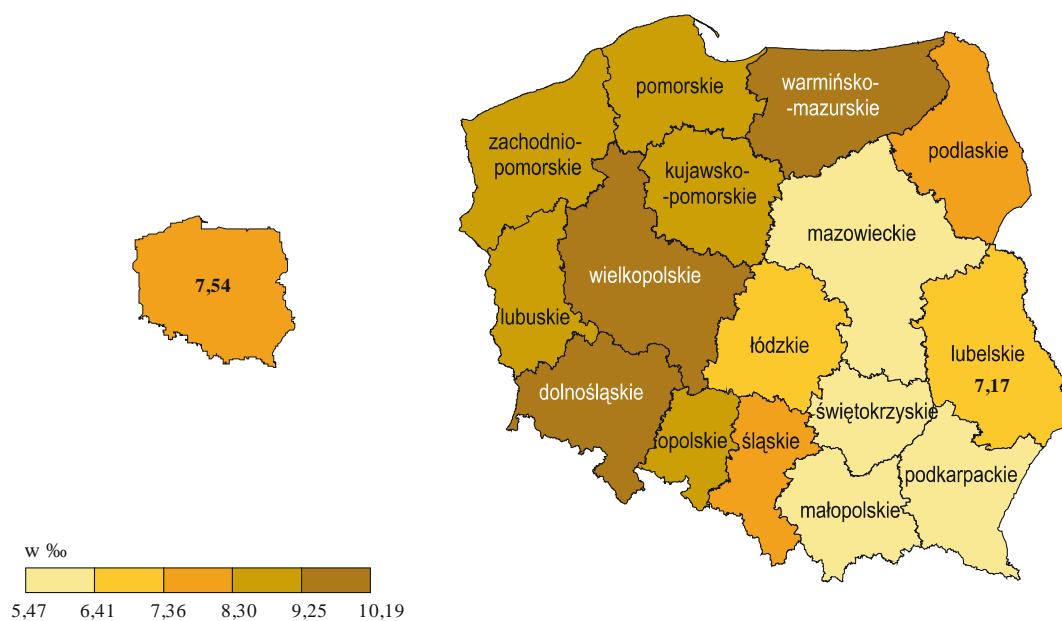 pomorskie
warmińsko-
-mazurskie
zachodnio-
pomorskie
kujawsko-
-pomorskie
podlaskie
mazowieckie
wielkopolskie
7,54
lubuskie
łódzkie
lubelskie
7,17
dolnośląskie
świętokrzyskie
opolskie
śląskie
podkarpackie
małopolskie
w ‰
5,47 6,41 7,36 8,30 9,25 10,19